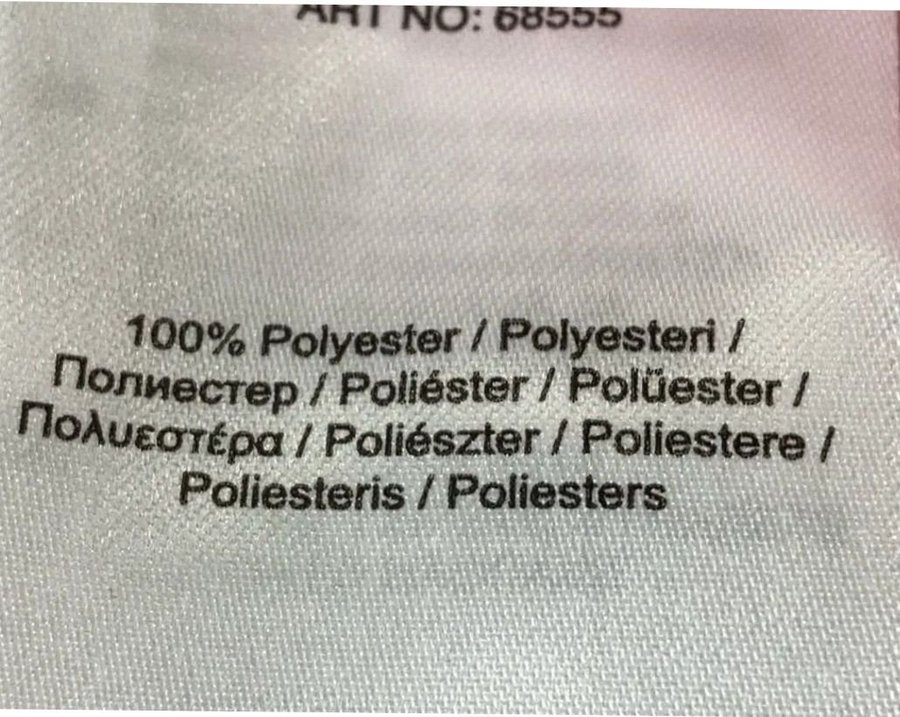 ART NO: 68555
100% Polyester / Polyesteri /
Полиестер / Poliéster / Polüester /
Πολυεστέρα / Poliészter / Poliestere /
Poliesteris / Poliesters